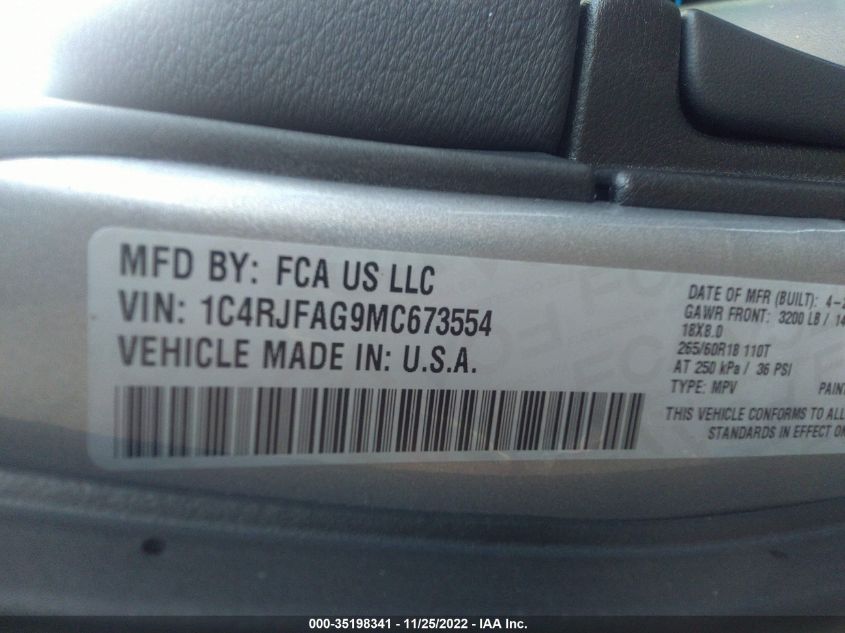 MFD BY: FCA US LLC
VIN: 1C4RJFAG9MC673554
VEHICLE MADE IN: U.S.A.
DATE OF MFR (BUILT): 4-
GAWR FRONT: 3200 LB / 14
18X8.0
265/60R18 110T
AT 250 kPa / 36 PSI
TYPE: MPV PAINT
THIS VEHICLE CONFORMS TO ALL
STANDARDS IN EFFECT ON
000-35198341 - 11/25/2022 - IAA Inc.